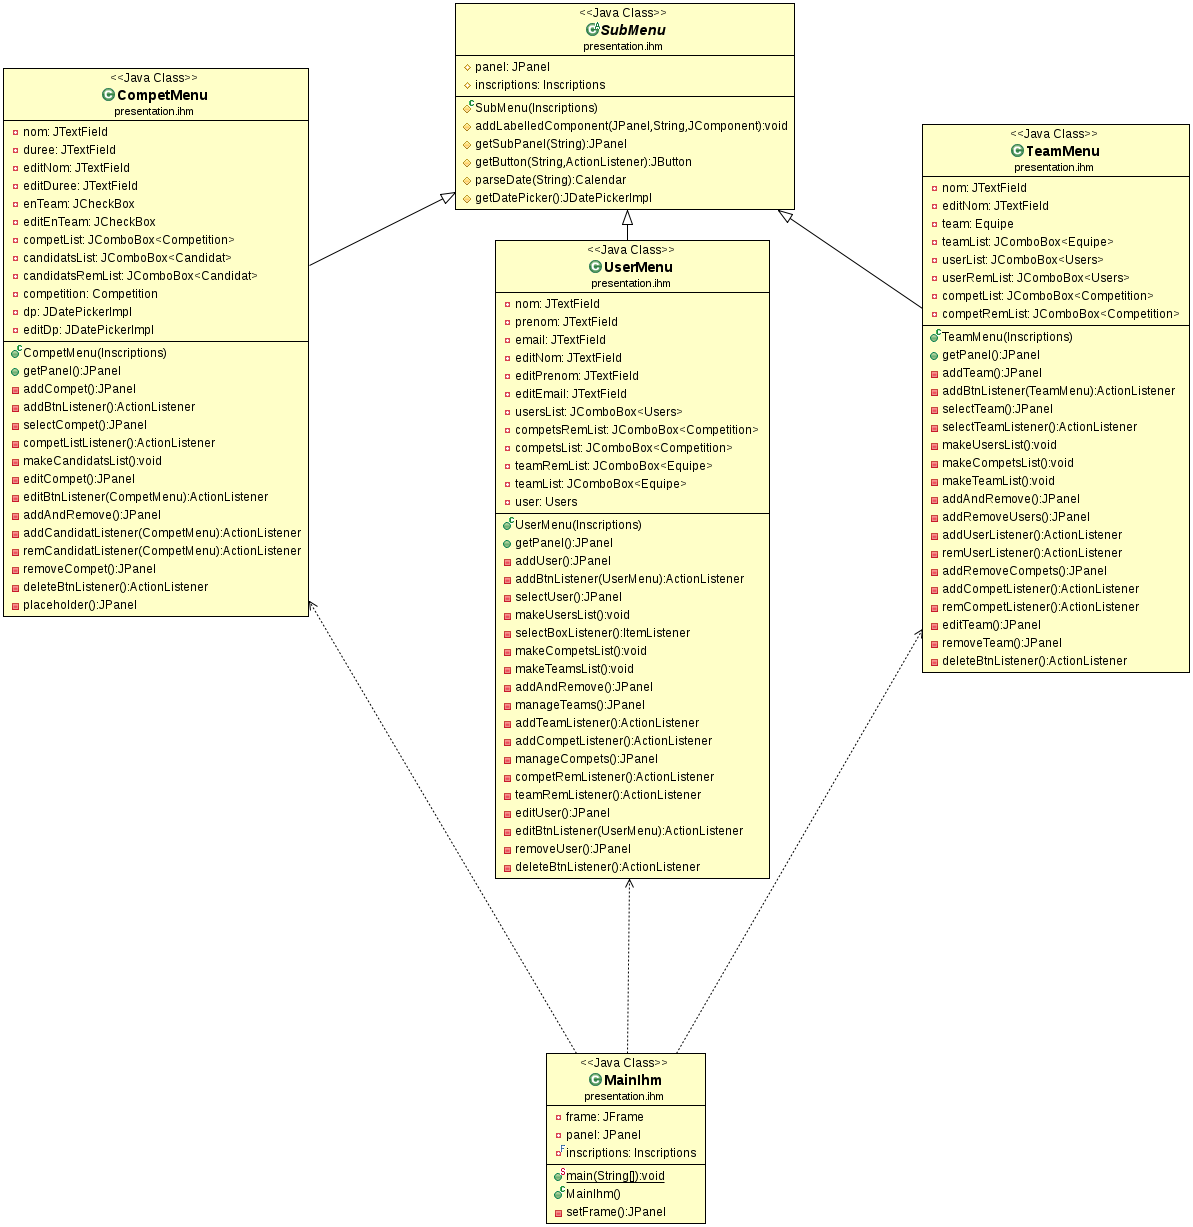 <<Java Class>>
SubMenu
presentation.ihm
panel: JPanel
inscriptions: Inscriptions
SubMenu(Inscriptions)
addLabelledComponent(JPanel,String,JComponent):void
getSubPanel(String):JPanel
getButton(String,ActionListener):JButton
parseDate(String):Calendar
getDatePicker():JDatePickerImpl
<<Java Class>>
CompetMenu
presentation.ihm
nom: JTextField
duree: JTextField
editNom: JTextField
editDuree: JTextField
enTeam: JCheckBox
editEnTeam: JCheckBox
competList: JComboBox<Competition>
candidatsList: JComboBox<Candidat>
candidatsRemList: JComboBox<Candidat>
competition: Competition
dp: JDatePickerImpl
editDp: JDatePickerImpl
CompetMenu(Inscriptions)
getPanel():JPanel
addCompet():JPanel
addBtnListener():ActionListener
selectCompet():JPanel
competListListener():ActionListener
makeCandidatsList():void
editCompet():JPanel
editBtnListener(CompetMenu):ActionListener
addAndRemove():JPanel
addCandidatListener(CompetMenu):ActionListener
remCandidatListener(CompetMenu):ActionListener
removeCompet():JPanel
deleteBtnListener():ActionListener
placeholder():JPanel
<<Java Class>>
UserMenu
presentation.ihm
nom: JTextField
prenom: JTextField
email: JTextField
editNom: JTextField
editPrenom: JTextField
editEmail: JTextField
usersList: JComboBox<Users>
competsRemList: JComboBox<Competition>
competsList: JComboBox<Competition>
teamRemList: JComboBox<Equipe>
teamList: JComboBox<Equipe>
user: Users
UserMenu(Inscriptions)
getPanel():JPanel
addUser():JPanel
addBtnListener(UserMenu):ActionListener
selectUser():JPanel
makeUsersList():void
selectBoxListener():ItemListener
makeCompetsList():void
makeTeamsList():void
addAndRemove():JPanel
manageTeams():JPanel
addTeamListener():ActionListener
addCompetListener():ActionListener
manageCompets():JPanel
competRemListener():ActionListener
teamRemListener():ActionListener
editUser():JPanel
editBtnListener(UserMenu):ActionListener
removeUser():JPanel
deleteBtnListener():ActionListener
<<Java Class>>
TeamMenu
presentation.ihm
nom: JTextField
editNom: JTextField
team: Equipe
teamList: JComboBox<Equipe>
userList: JComboBox<Users>
userRemList: JComboBox<Users>
competList: JComboBox<Competition>
competRemList: JComboBox<Competition>
TeamMenu(Inscriptions)
getPanel():JPanel
addTeam():JPanel
addBtnListener(TeamMenu):ActionListener
selectTeam():JPanel
selectTeamListener():ActionListener
makeUsersList():void
makeCompetsList():void
makeTeamList():void
addAndRemove():JPanel
addRemoveUsers():JPanel
addUserListener():ActionListener
remUserListener():ActionListener
addRemoveCompets():JPanel
addCompetListener():ActionListener
remCompetListener():ActionListener
editTeam():JPanel
removeTeam():JPanel
deleteBtnListener():ActionListener
<<Java Class>>
MainIhm
presentation.ihm
frame: JFrame
panel: JPanel
inscriptions: Inscriptions
main(String[]):void
MainIhm()
setFrame():JPanel